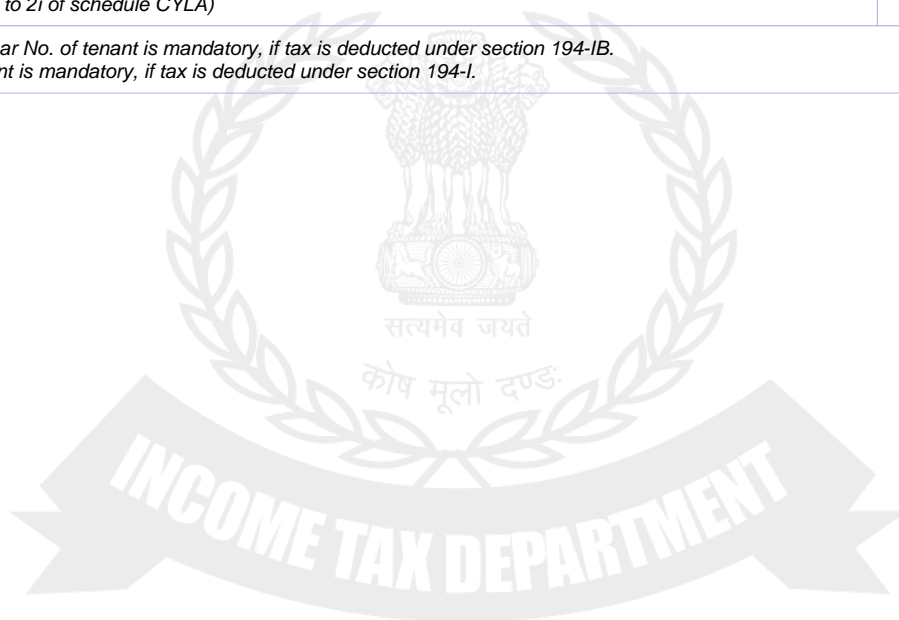 to 2i of schedule CYLA)
ar No. of tenant is mandatory, if tax is deducted under section 194-IB.
nt is mandatory, if tax is deducted under section 194-I.
सत्यमेव जयते
कोष मूलो दण्डः
INCOME TAX DEPARTMENT